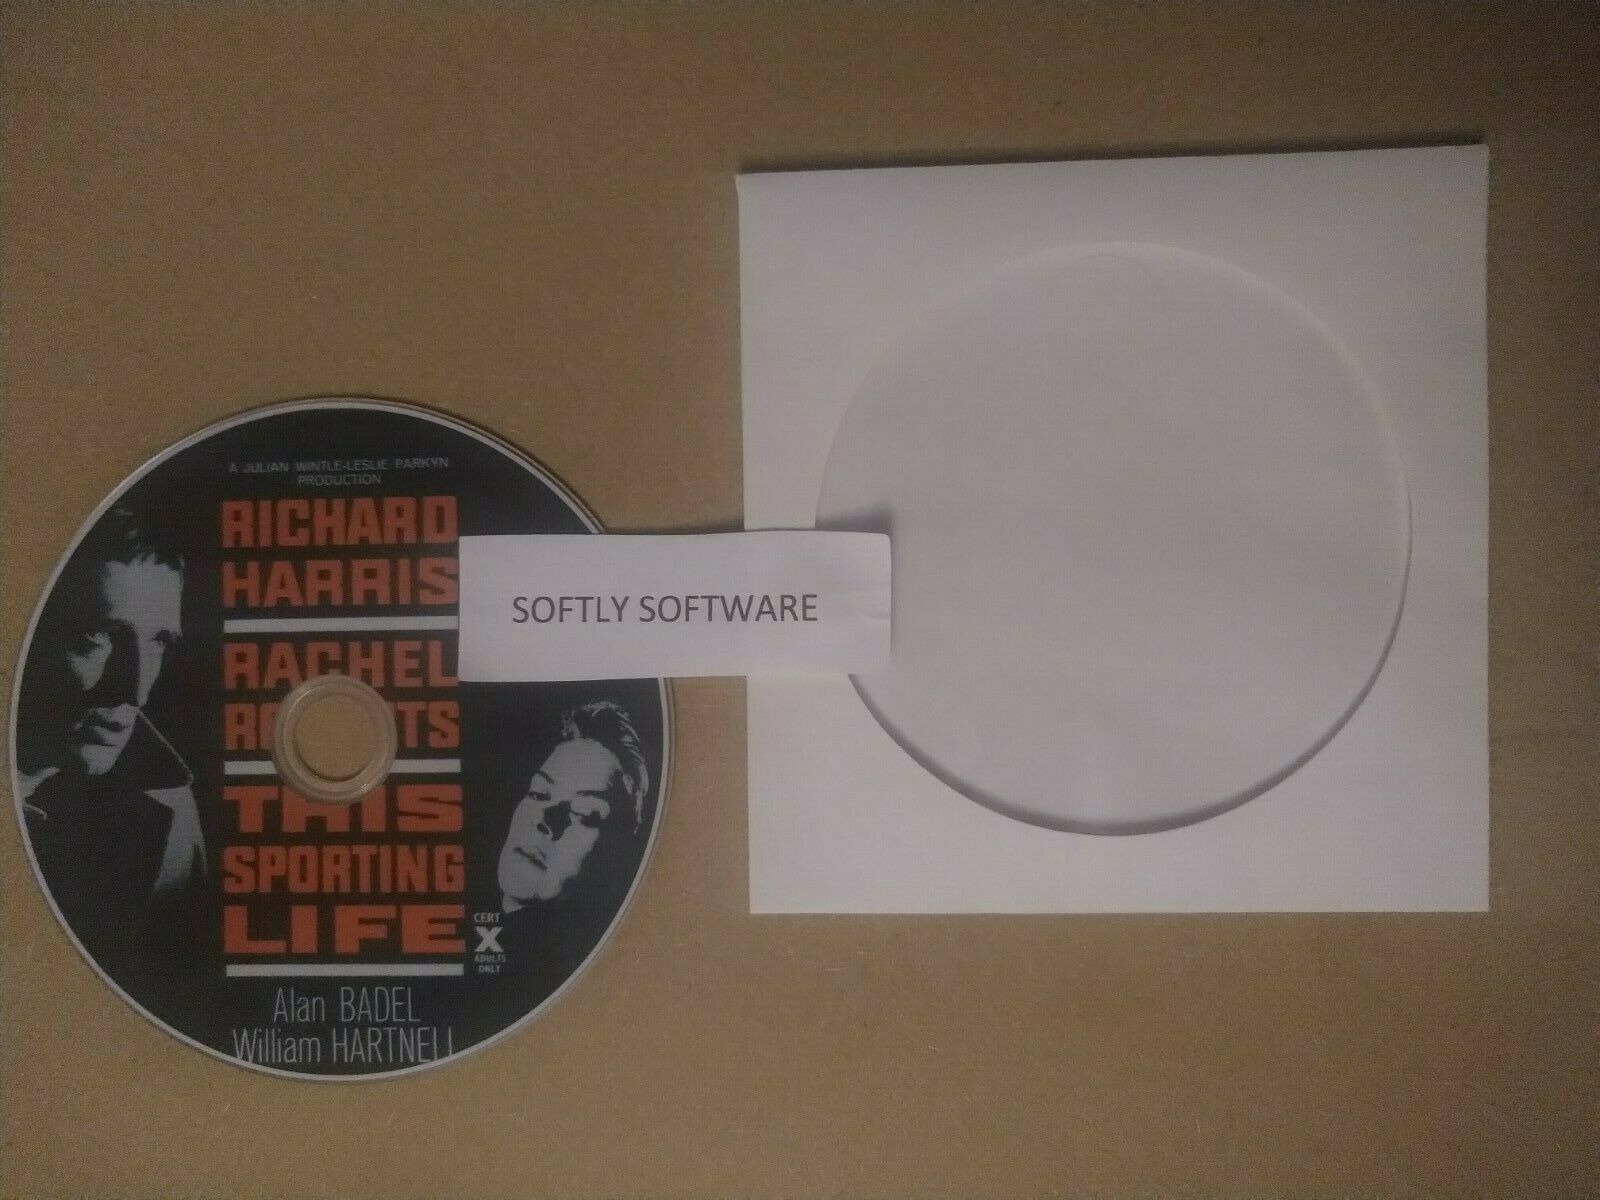 A JULIAN WINTLE-LESLIE PARKYN
PRODUCTION
RICHARD
HARRIS
RACHEL
THIS
SPORTING
LIFE
CERT
X
ADULTS
ONLY
Alan BADEL
William HARTNELL
SOFTLY SOFTWARE